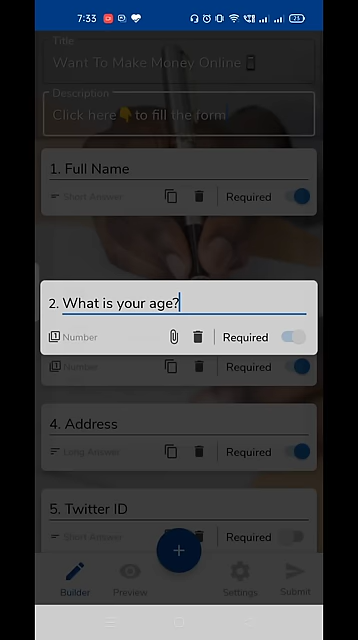 7:33
21
Title
Want To Make Money Online 📱
Description
Click here👇to fill the form
1. Full Name
Short Answer
Required
2. What is your age?
Number
Required
Number
Required
4. Address
Long Answer
Required
5. Twitter ID
Short Answer
Required
+
Builder
Preview
Settings
Submit